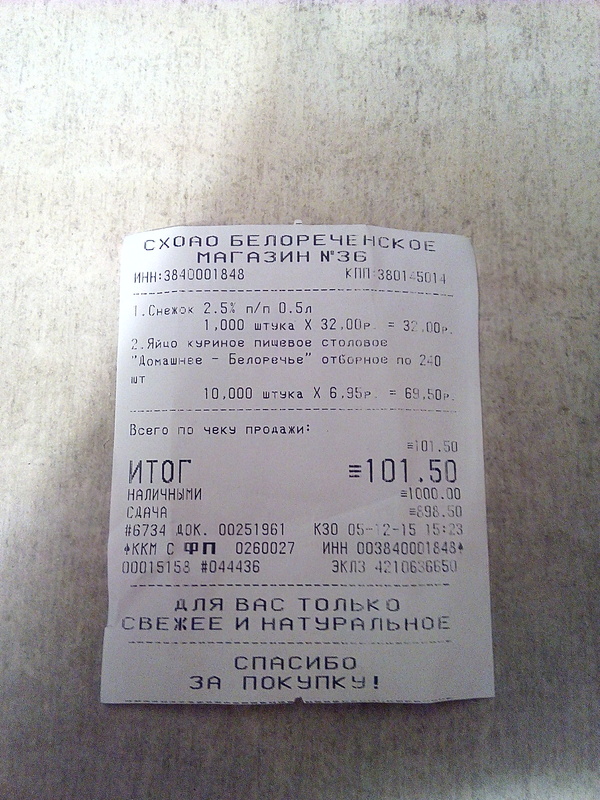 СХОАО БЕЛОРЕЧЕНСКОЕ
МАГАЗИН №36
ИНН:3840001848 КПП:380145014
1.Снежок 2.5% п/п 0.5л
1,000 штука X 32,00р. = 32,00р.
2.Яйцо куриное пищевое столовое
"Домашнее - Белоречье" отборное по 240
шт
10,000 штука X 6,95р. = 69,50р.
Всего по чеку продажи:
≡101.50
ИТОГ ≡101.50
НАЛИЧНЫМИ ≡1000.00
СДАЧА ≡898.50
#6734 ДОК. 00251961 К30 05-12-15 15:23
♠ККМ С ФП 0260027 ИНН 003840001848♠
00015158 #044436 ЭКЛЗ 4210636650
ДЛЯ ВАС ТОЛЬКО
СВЕЖЕЕ И НАТУРАЛЬНОЕ
СПАСИБО
ЗА ПОКУПКУ!